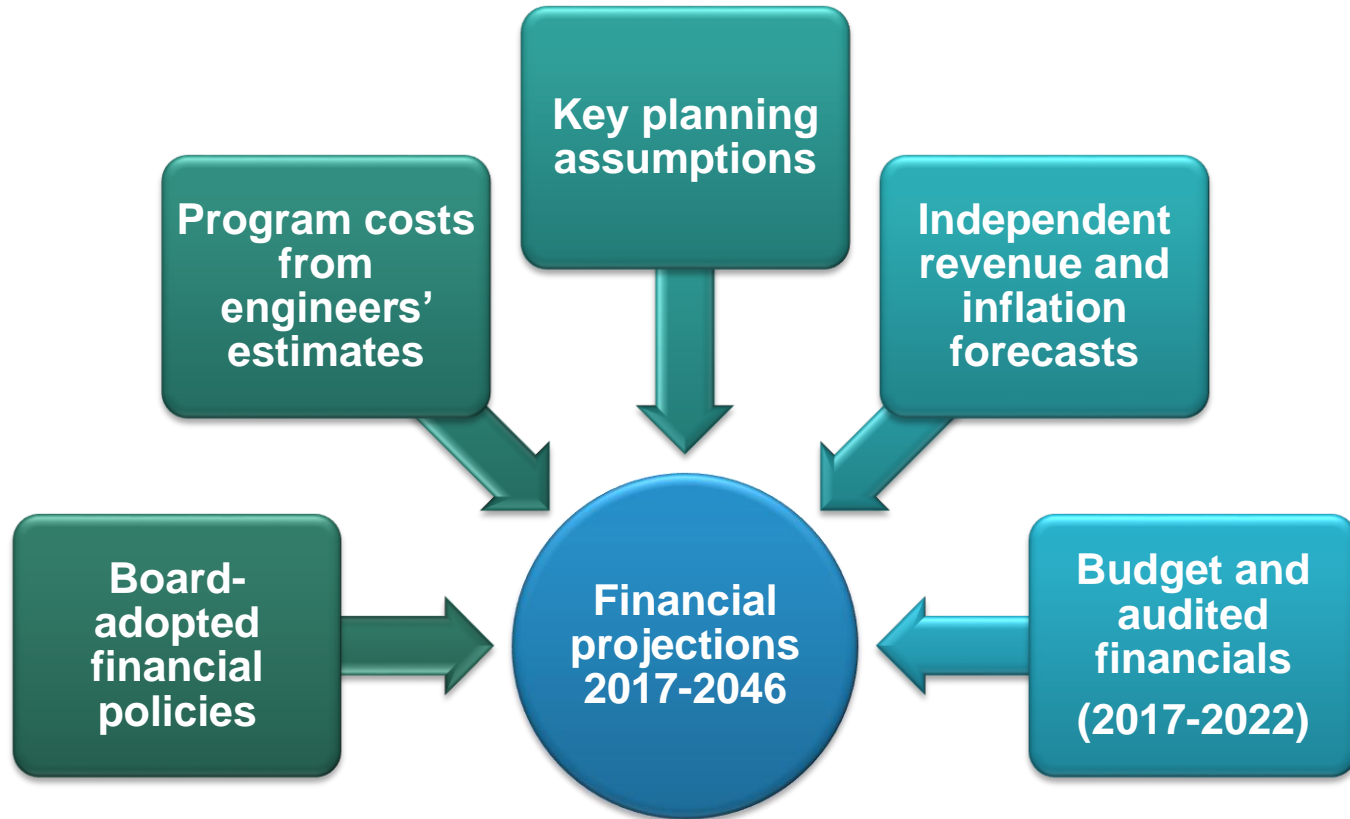 Key planning
assumptions
Program costs
from
engineers’
estimates
Independent
revenue and
inflation
forecasts
Board-
adopted
financial
policies
Financial
projections
2017-2046
Budget and
audited
financials
(2017-2022)